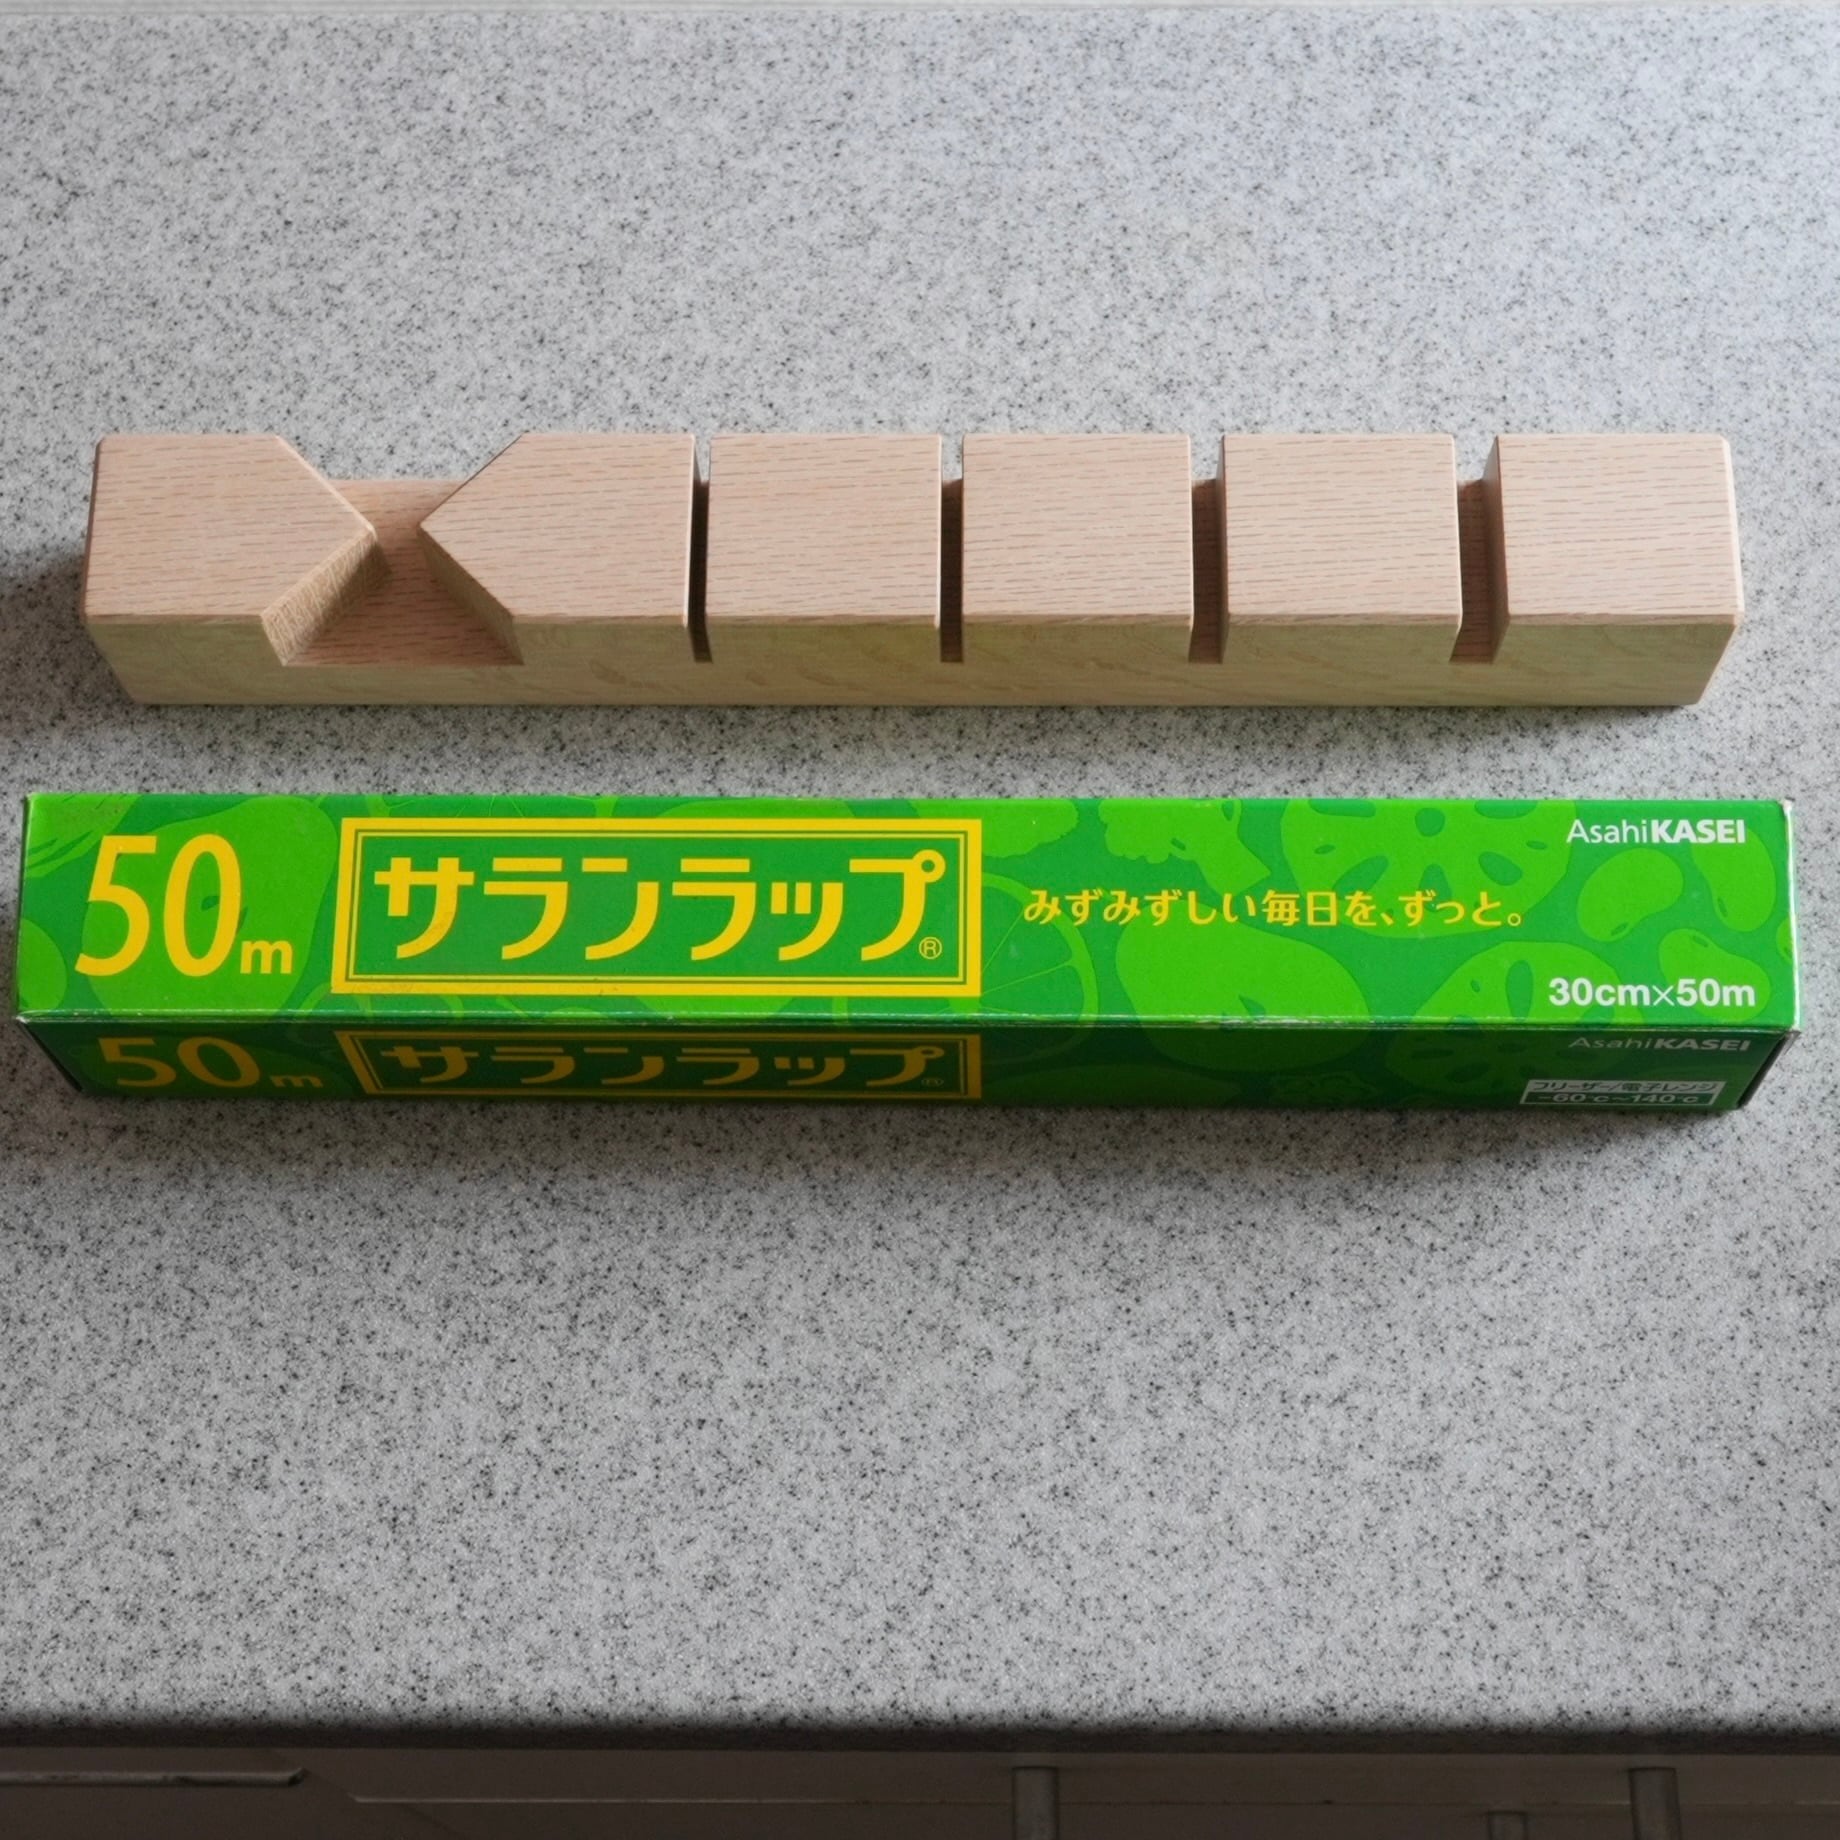 50m
サランラップ®
みずみずしい毎日を、ずっと。
AsahiKASEI
30cm×50m
50m
サランラップ®
AsahiKASEI
フリーザー/電子レンジ
-60℃~140℃